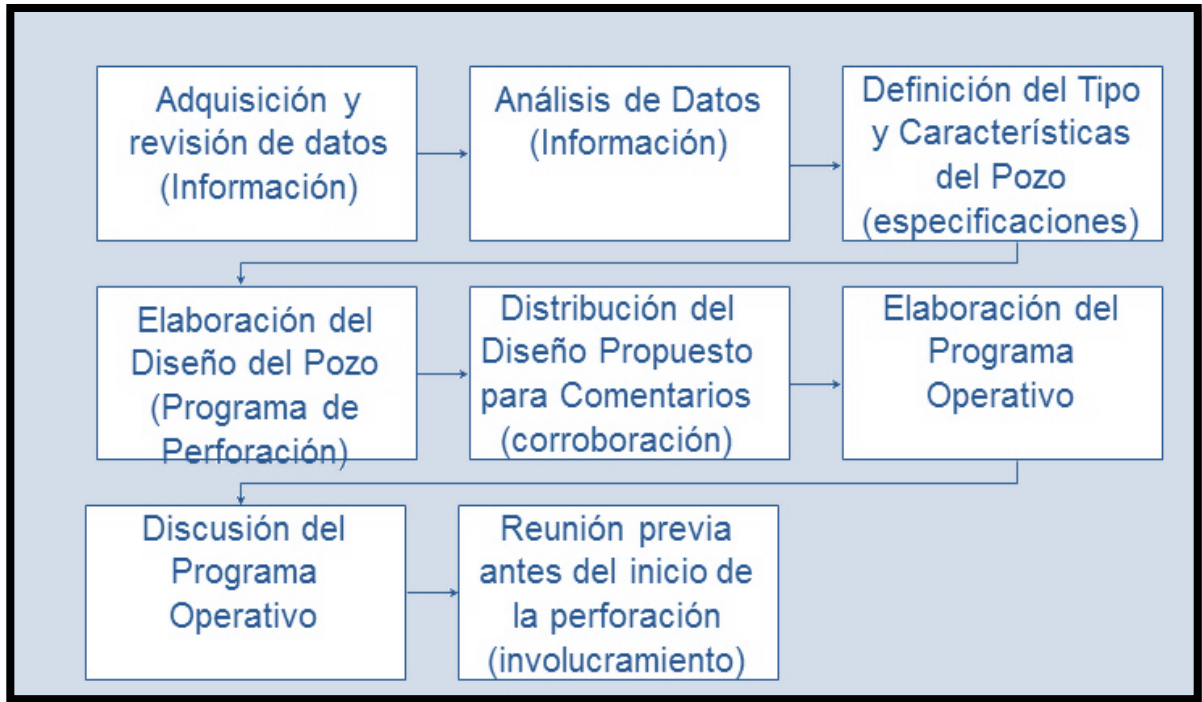 Adquisición y
revisión de datos
(Información)
Análisis de Datos
(Información)
Definición del Tipo
y Características
del Pozo
(especificaciones)
Elaboración del
Diseño del Pozo
(Programa de
Perforación)
Distribución del
Diseño Propuesto
para Comentarios
(corroboración)
Elaboración del
Programa
Operativo
Discusión del
Programa
Operativo
Reunión previa
antes del inicio de
la perforación
(involucramiento)